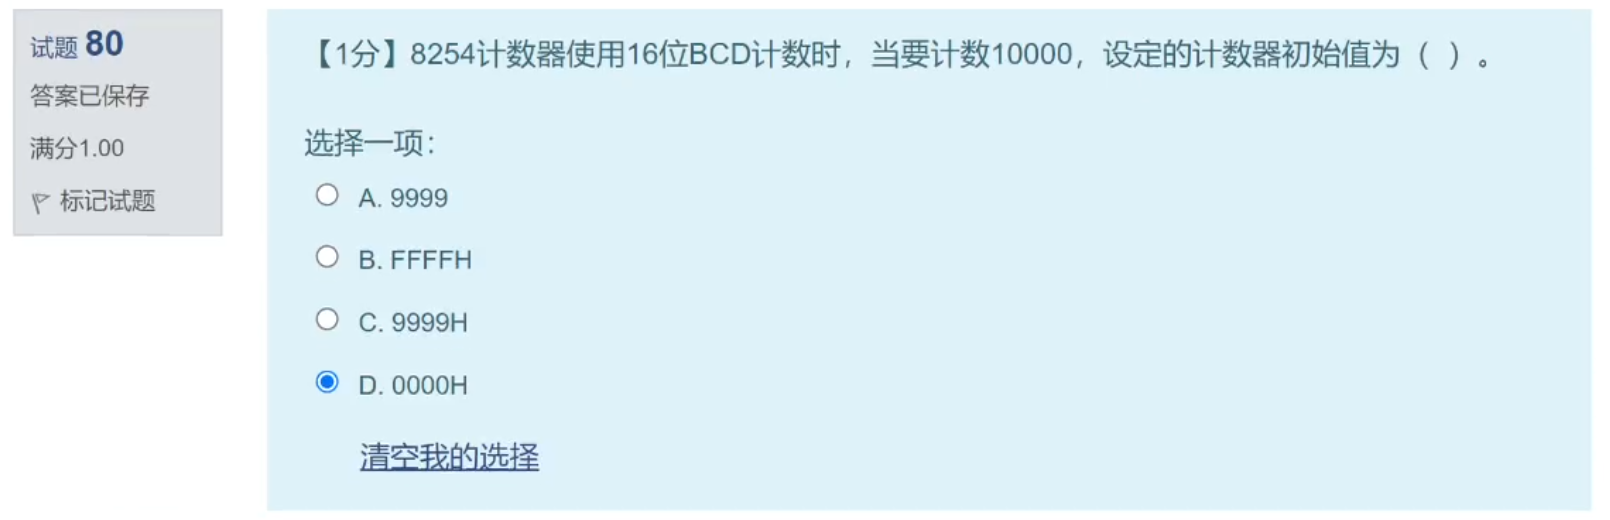 试题 80
答案已保存
满分1.00
标记试题
【1分】8254计数器使用16位BCD计数时，当要计数10000，设定的计数器初始值为（ ）。
选择一项：
A. 9999
B. FFFFH
C. 9999H
D. 0000H
清空我的选择